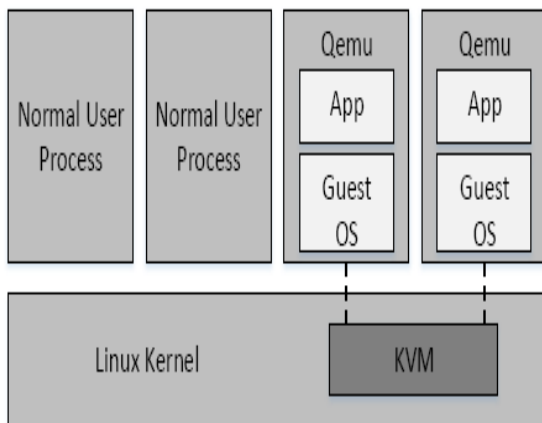 Normal User
Process
Normal User
Process
Qemu
App
Guest
OS
Qemu
App
Guest
OS
Linux Kernel
KVM